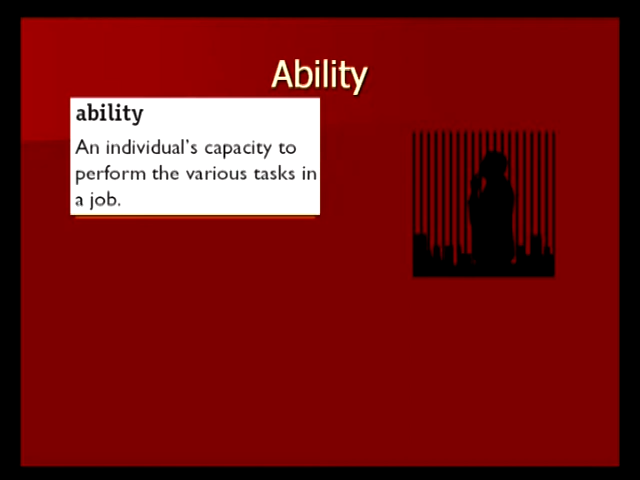 Ability
ability
An individual's capacity to
perform the various tasks in
a job.